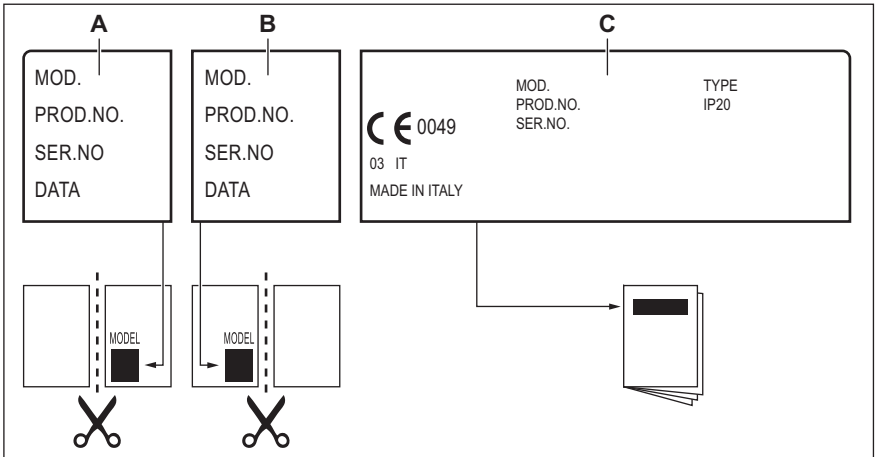 A
B
C
MOD.
PROD.NO.
SER.NO
DATA
MOD.
PROD.NO.
SER.NO
DATA
MOD.
PROD.NO.
SER.NO.
TYPE
IP20
CE 0049
03 IT
MADE IN ITALY
MODEL
MODEL